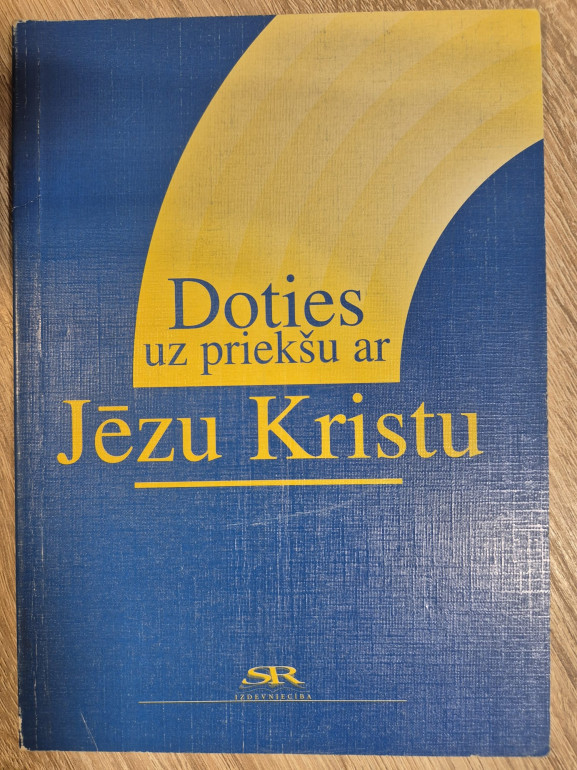 Doties
uz priekšu ar
Jēzu Kristu
SR
IZDEVNIECĪBA